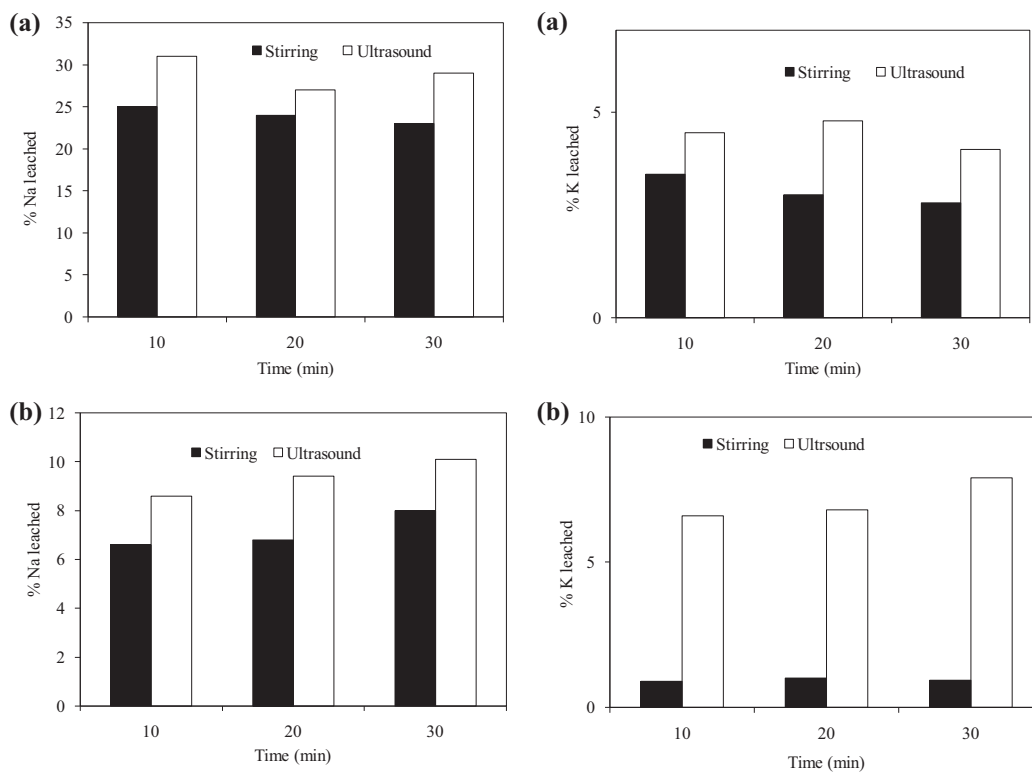 (a)
35
30
25
20
15
10
5
0
% Na leached
Stirring Ultrasound
10 20 30
Time (min)
(a)
5
0
% K leached
Stirring Ultrasound
10 20 30
Time (min)
(b)
12
10
8
6
4
2
0
% Na leached
Stirring Ultrasound
10 20 30
Time (min)
(b)
10
5
0
% K leached
Stirring Ultrsound
10 20 30
Time (min)